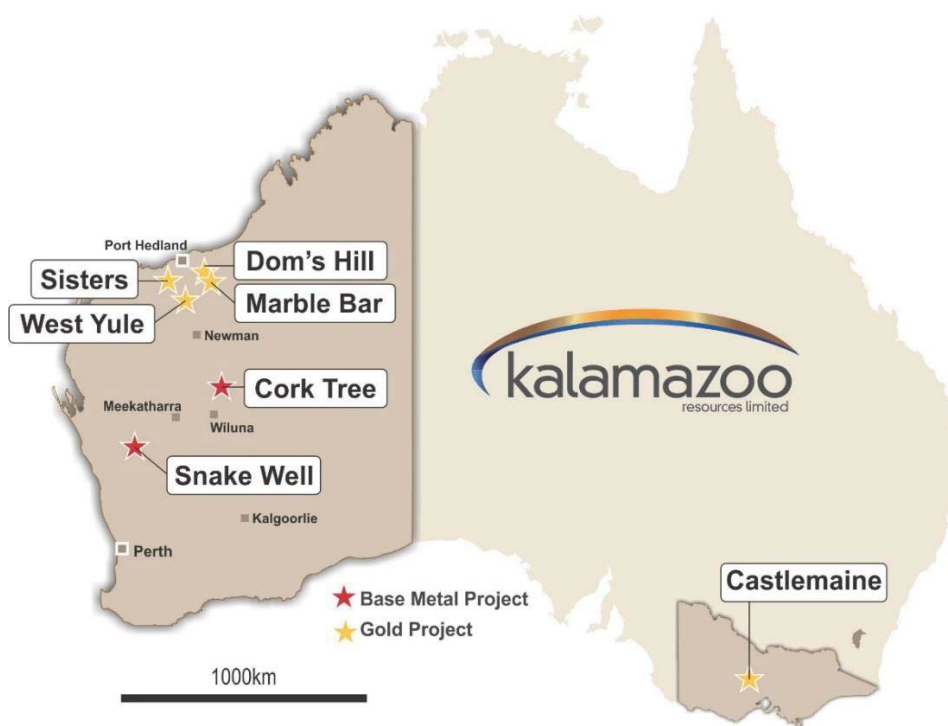 Port Hedland
Dom's Hill
Sisters
Marble Bar
West Yule
Newman
kalamazoo
resources limited
Cork Tree
Meekatharra
Wiluna
Snake Well
Kalgoorlie
Perth
Castlemaine
Base Metal Project
Gold Project
1000km